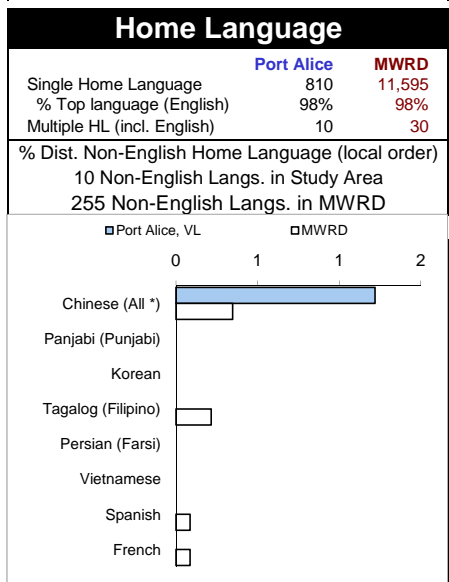 Home Language
Port Alice MWRD
Single Home Language 810 11,595
% Top language (English) 98% 98%
Multiple HL (incl. English) 10 30
% Dist. Non-English Home Language (local order)
10 Non-English Langs. in Study Area
255 Non-English Langs. in MWRD
Port Alice, VL MWRD
0 1 1 2
Chinese (All *)
Panjabi (Punjabi)
Korean
Tagalog (Filipino)
Persian (Farsi)
Vietnamese
Spanish
French